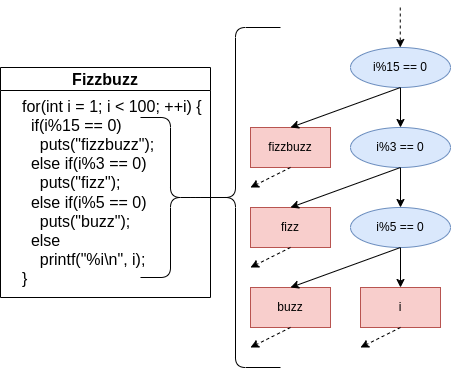 Fizzbuzz
for(int i = 1; i < 100; ++i) {
if(i%15 == 0)
puts("fizzbuzz");
else if(i%3 == 0)
puts("fizz");
else if(i%5 == 0)
puts("buzz");
else
printf("%i\n", i);
}
i%15 == 0
fizzbuzz
i%3 == 0
fizz
i%5 == 0
buzz
i